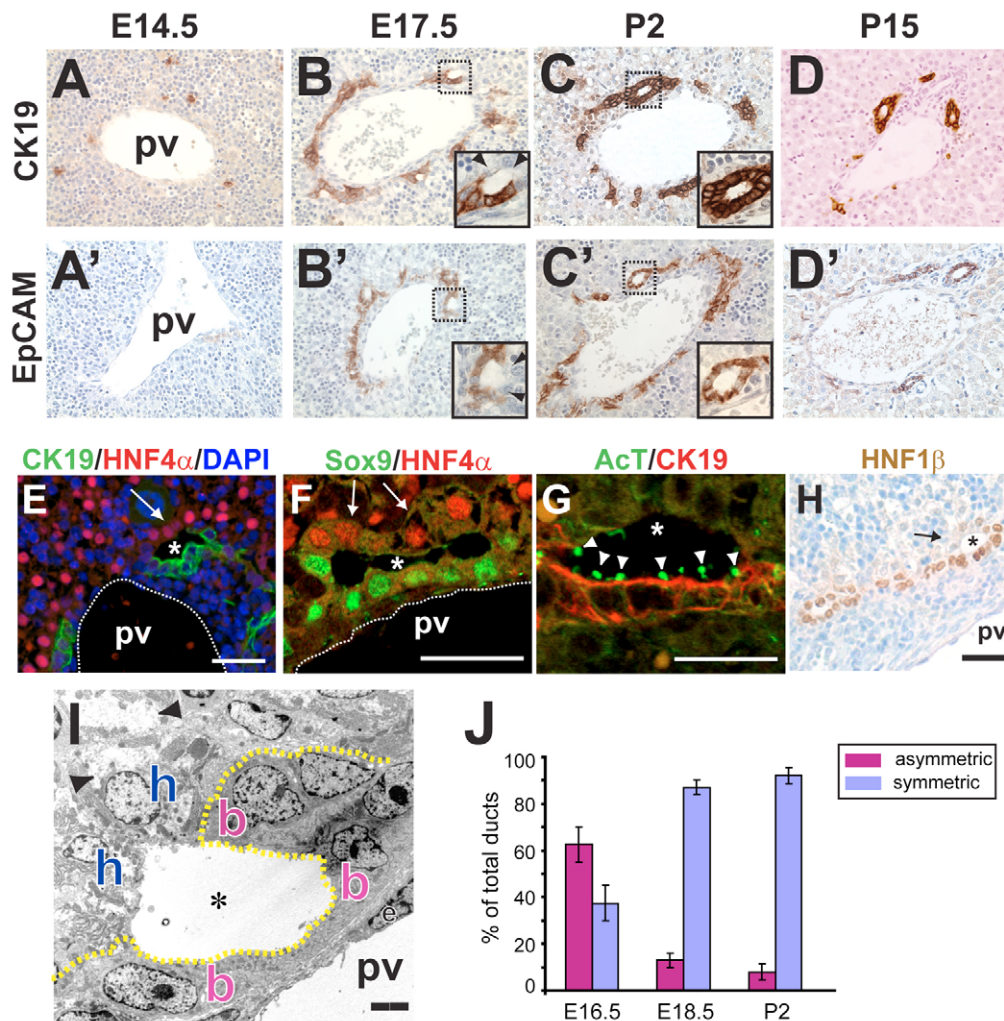 E14.5 E17.5 P2 P15
CK19
A
pv
B
C
D
EpCAM
A'
pv
B'
C'
D'
CK19/HNF4α/DAPI Sox9/HNF4α AcT/CK19 HNF1β
E
*
pv
F
*
pv
G
*
H
*
pv
I
h
h
b
b
b
*
e
pv
J
asymmetric
symmetric
% of total ducts
100
80
60
40
20
0
E16.5 E18.5 P2